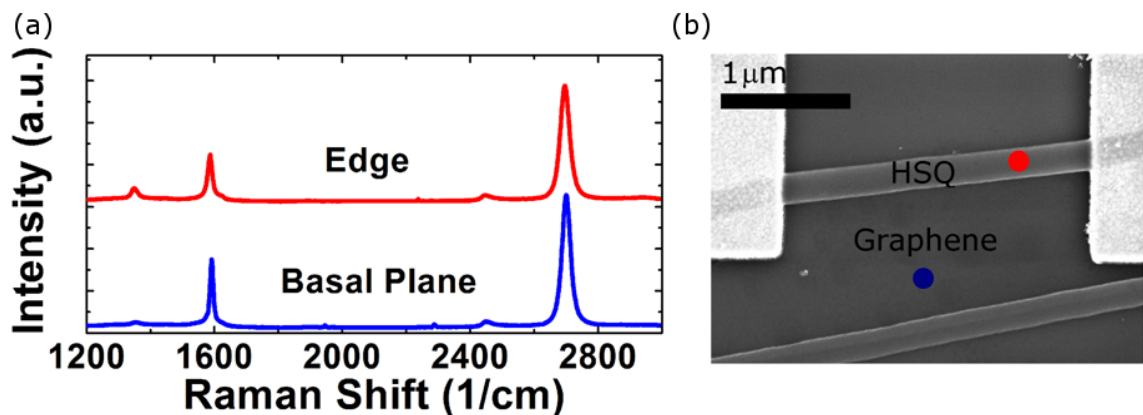 (a)
Intensity (a.u.)
Edge
Basal Plane
1200 1600 2000 2400 2800
Raman Shift (1/cm)
(b)
1μm
HSQ
Graphene